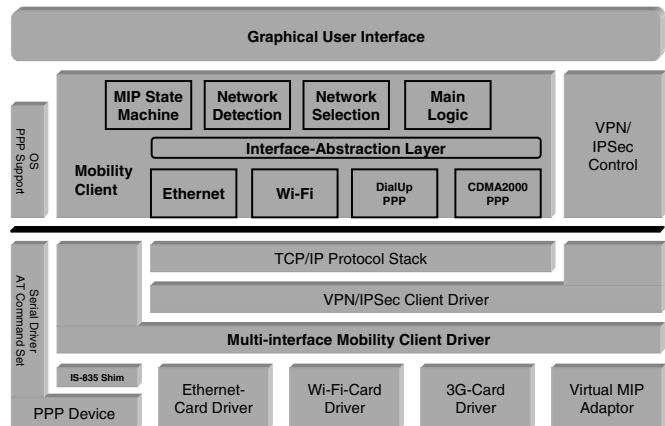 Graphical User Interface
OS
PPP Support
MIP State
Machine
Network
Detection
Network
Selection
Main
Logic
Interface-Abstraction Layer
Mobility
Client
Ethernet
Wi-Fi
DialUp
PPP
CDMA2000
PPP
VPN/
IPSec
Control
Serial Driver
AT Command Set
TCP/IP Protocol Stack
VPN/IPSec Client Driver
Multi-interface Mobility Client Driver
IS-835 Shim
PPP Device
Ethernet-
Card Driver
Wi-Fi-Card
Driver
3G-Card
Driver
Virtual MIP
Adaptor